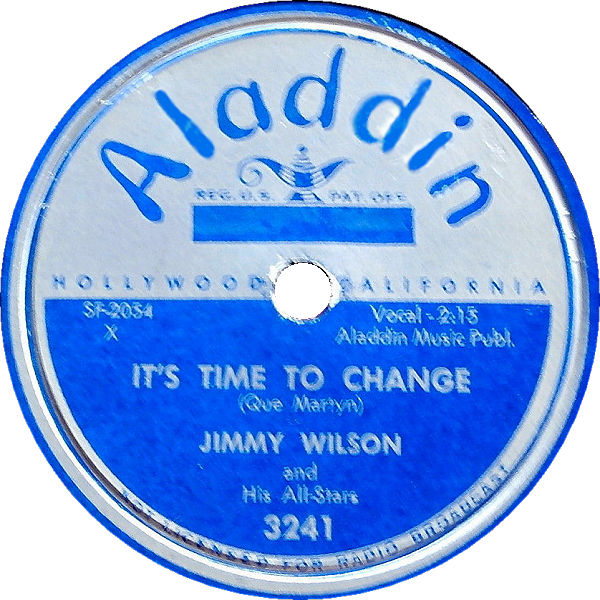 Aladdin
REG. U.S. PAT. OFF.
HOLLYWOOD CALIFORNIA
SF-2054
X
Vocal - 2:15
Aladdin Music Publ.
IT'S TIME TO CHANGE
(Que Martyn)
JIMMY WILSON
and
His All-Stars
3241
NOT LICENSED FOR RADIO BROADCAST